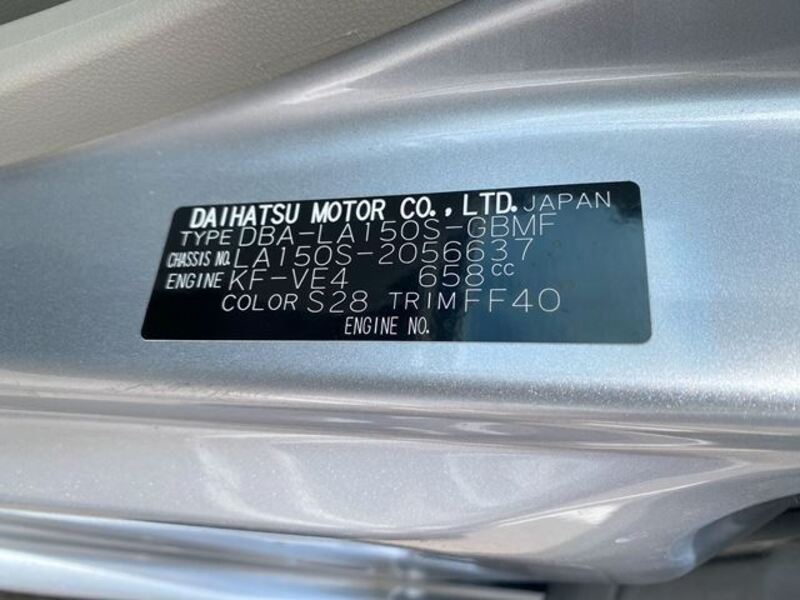 DAIHATSU MOTOR CO., LTD. JAPAN
TYPE DBA-LA150S-GBMF
CHASSIS NO. LA150S-2056637
ENGINE KF-VE4 658cc
COLOR S28 TRIM FF40
ENGINE NO.